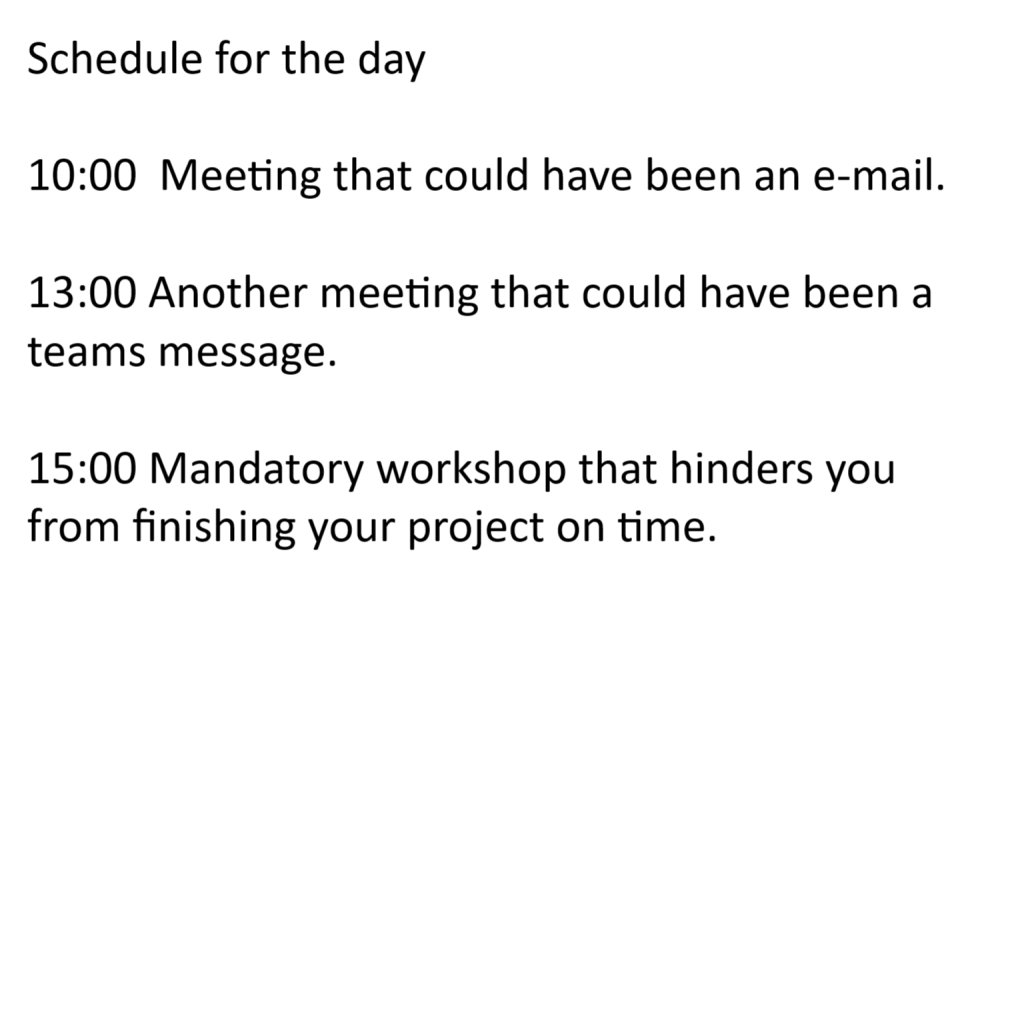 Schedule for the day
10:00  Meeting that could have been an e-mail.
13:00 Another meeting that could have been a
teams message.
15:00 Mandatory workshop that hinders you
from finishing your project on time.